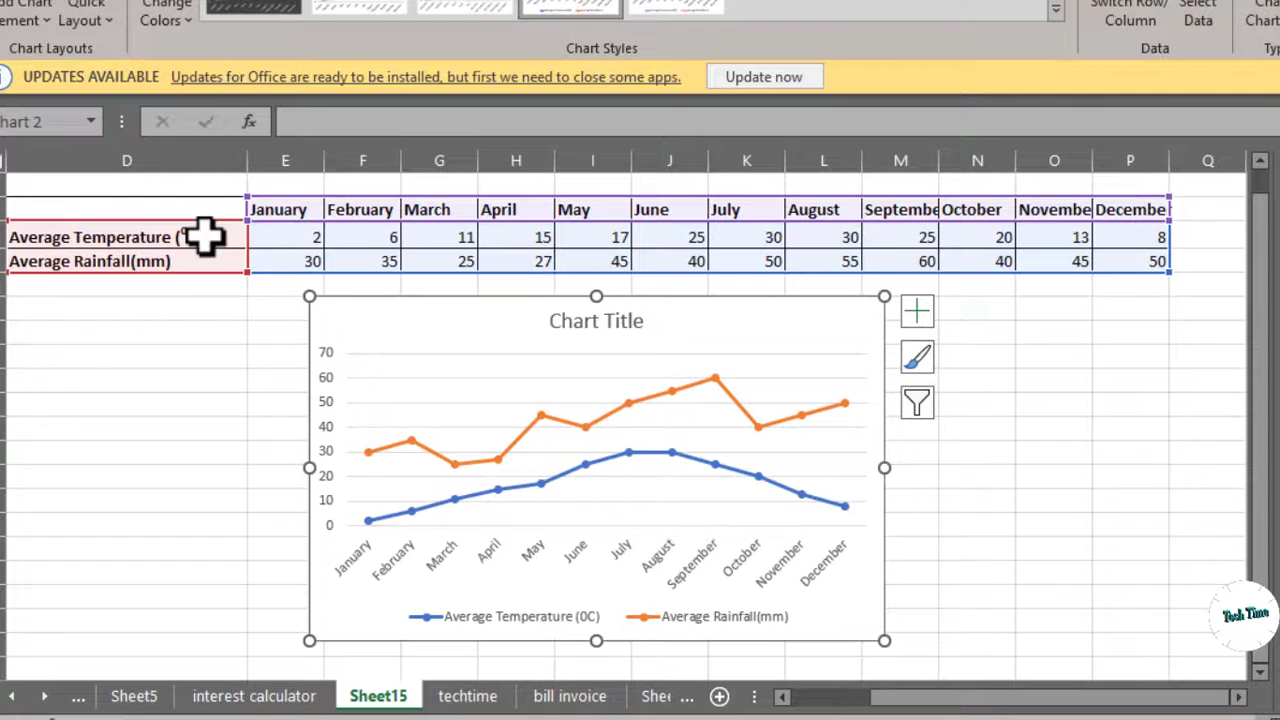 Add Chart Quick Change Switch Row/ Select
Layout Colors Column Data
Chart Layouts Chart Styles Data
UPDATES AVAILABLE Updates for Office are ready to be installed, but first we need to close some apps. Update now
hart 2 fx
D E F G H I J K L M N O P Q
January February March April May June July August Septembe October Novembe Decembe
Average Temperature ( 2 6 11 15 17 25 30 30 25 20 13 8
Average Rainfall(mm) 30 35 25 27 45 40 50 55 60 40 45 50
Chart Title
70
60
50
40
30
20
10
0
January February March April May June July August September October November December
Average Temperature (0C) Average Rainfall(mm)
Tech Time
... Sheet5 interest calculator Sheet15 techtime bill invoice Shee ...